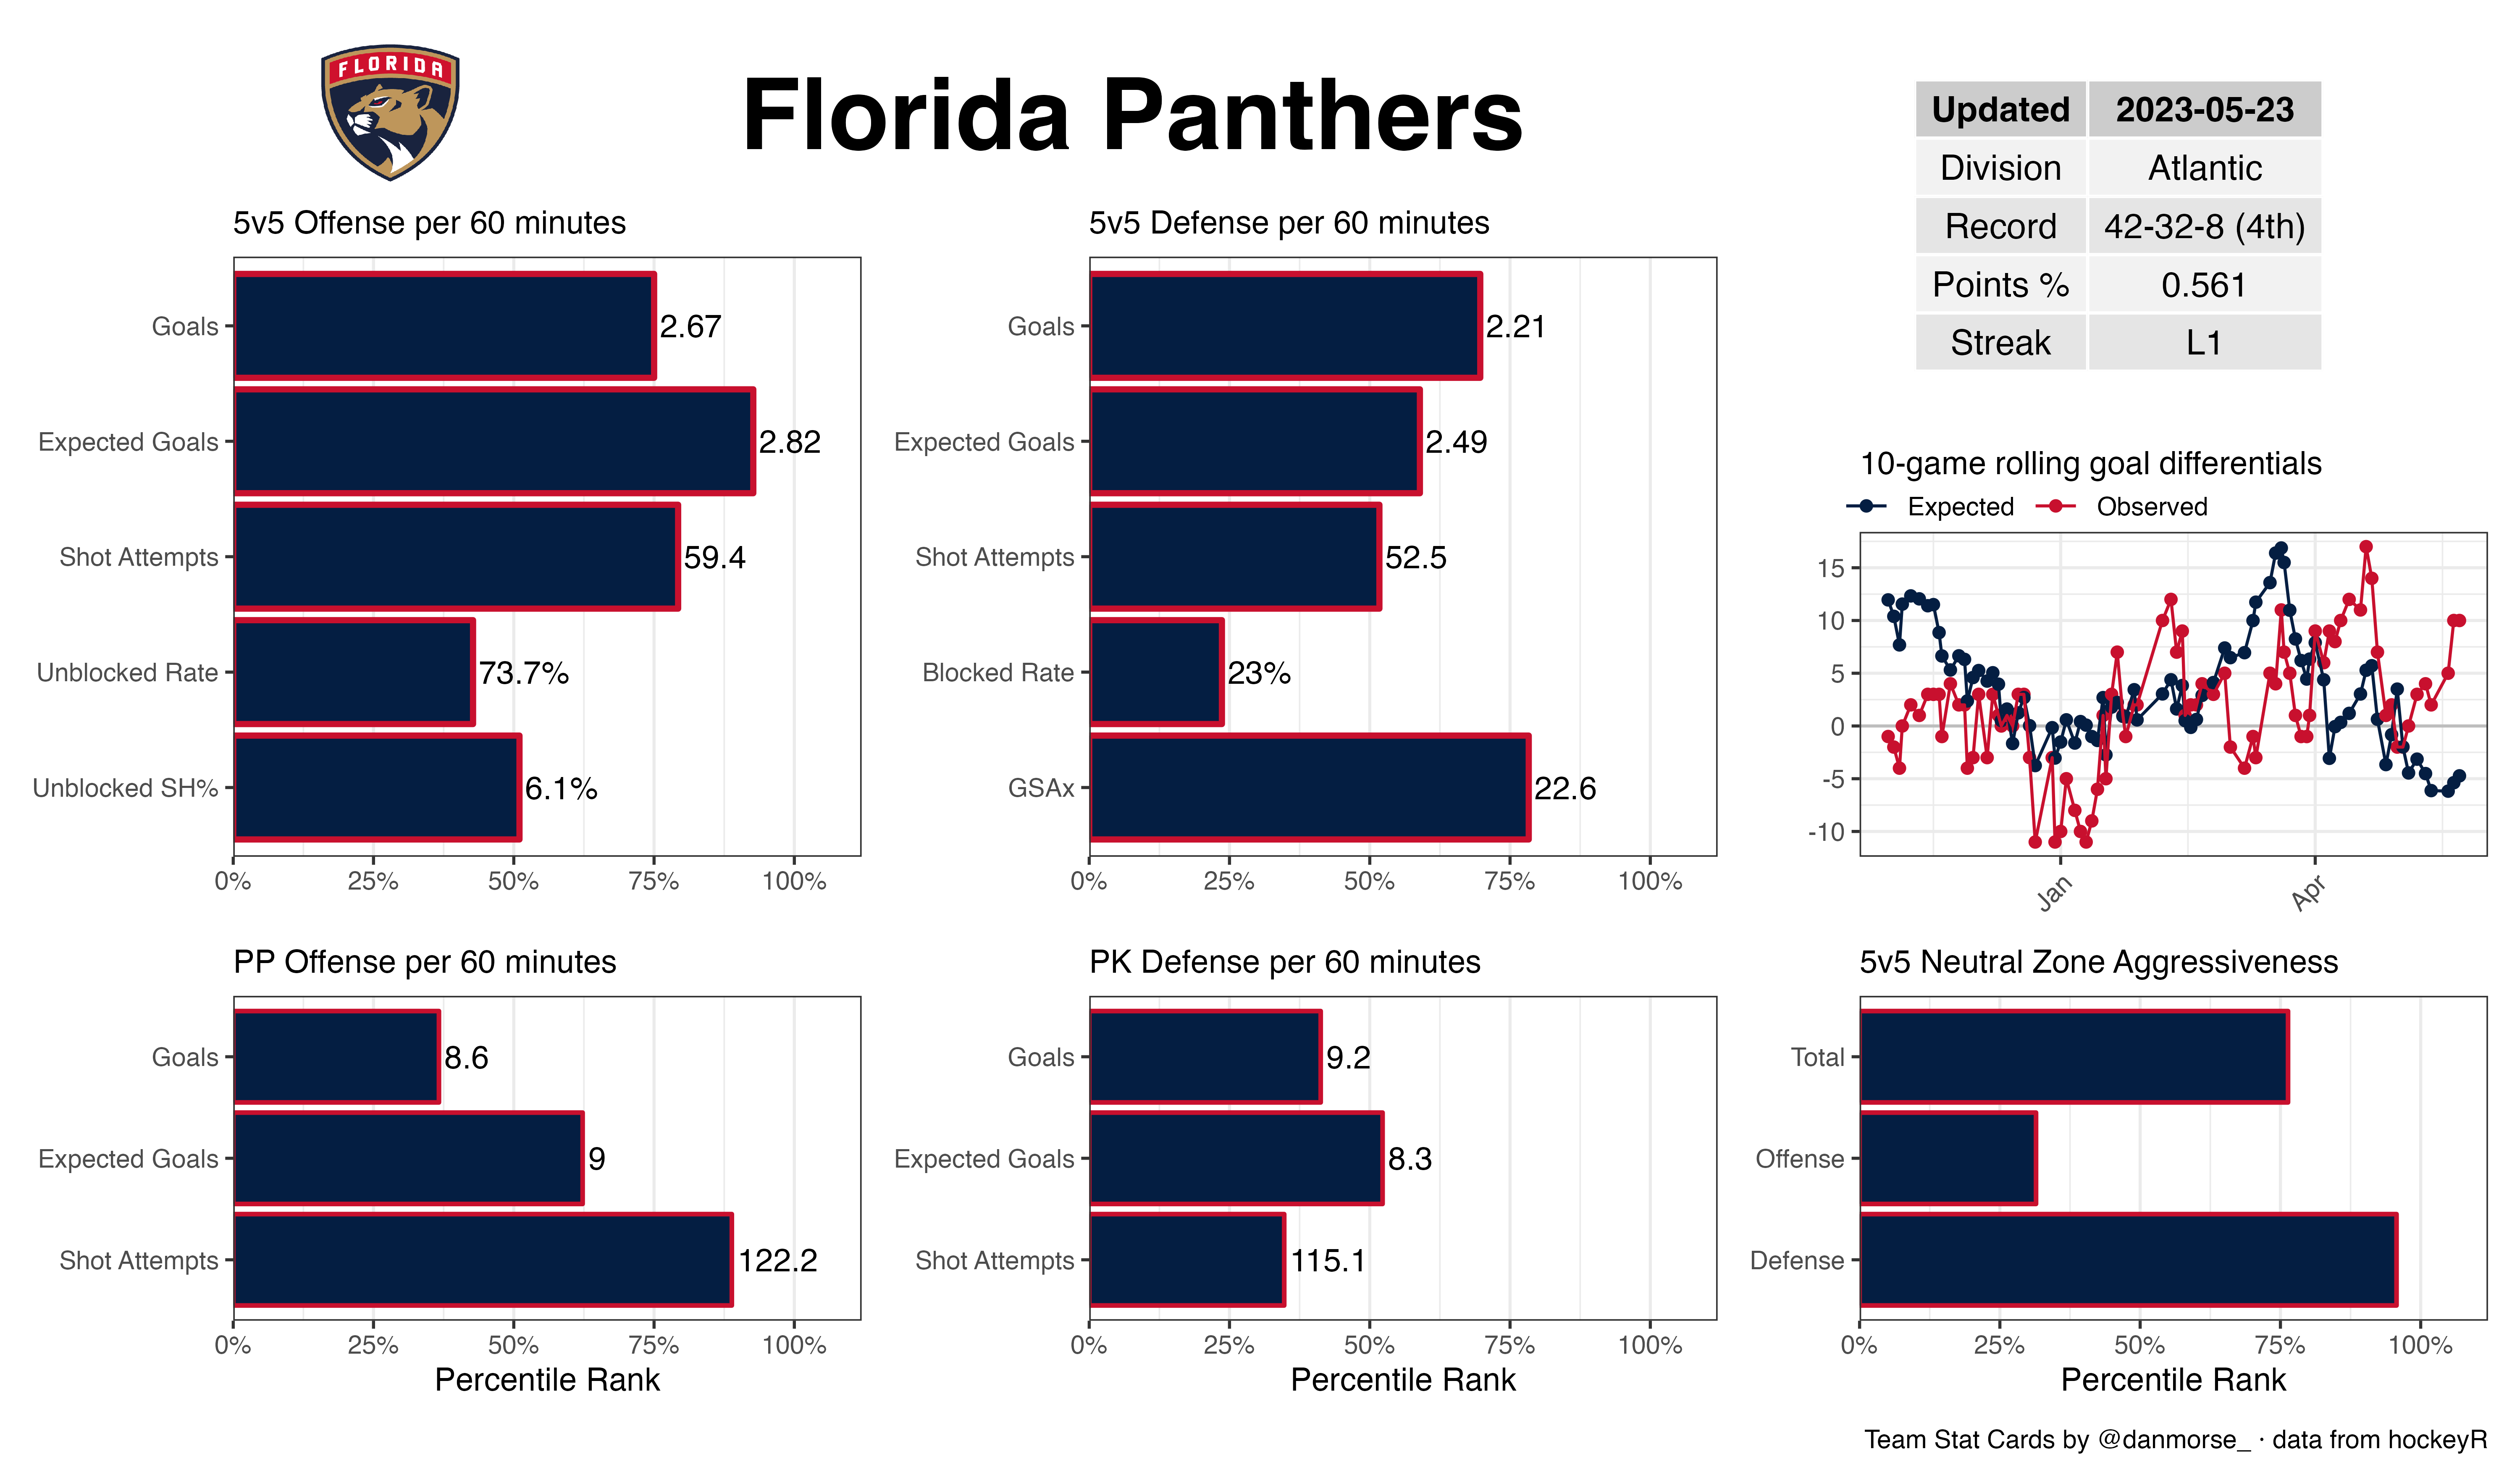 FLORIDA
Florida Panthers
Updated 2023-05-23
Division Atlantic
Record 42-32-8 (4th)
Points % 0.561
Streak L1
5v5 Offense per 60 minutes
Goals 2.67
Expected Goals 2.82
Shot Attempts 59.4
Unblocked Rate 73.7%
Unblocked SH% 6.1%
0% 25% 50% 75% 100%
5v5 Defense per 60 minutes
Goals 2.21
Expected Goals 2.49
Shot Attempts 52.5
Blocked Rate 23%
GSAx 22.6
0% 25% 50% 75% 100%
10-game rolling goal differentials
Expected Observed
15
10
5
0
-5
-10
Jan Apr
PP Offense per 60 minutes
Goals 8.6
Expected Goals 9
Shot Attempts 122.2
0% 25% 50% 75% 100%
Percentile Rank
PK Defense per 60 minutes
Goals 9.2
Expected Goals 8.3
Shot Attempts 115.1
0% 25% 50% 75% 100%
Percentile Rank
5v5 Neutral Zone Aggressiveness
Total
Offense
Defense
0% 25% 50% 75% 100%
Percentile Rank
Team Stat Cards by @danmorse_ · data from hockeyR